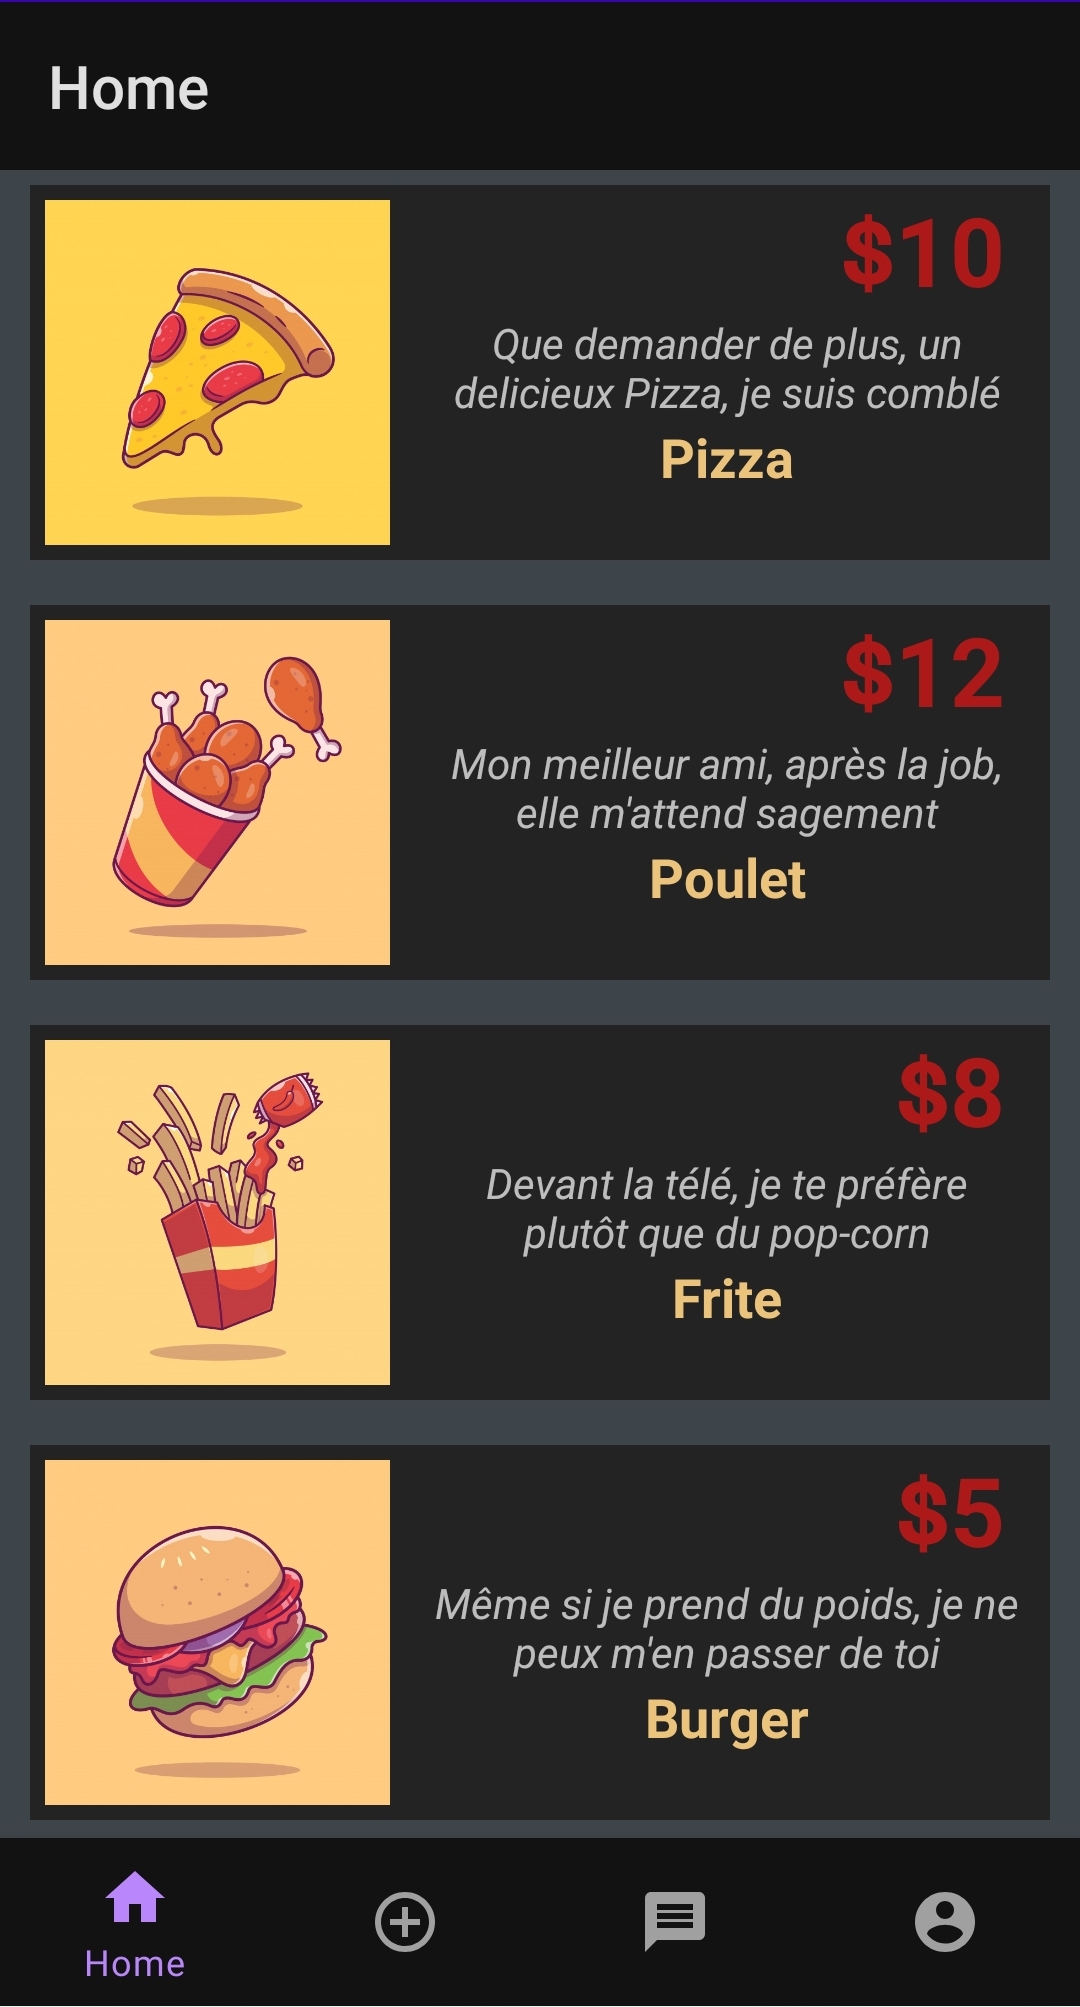 Home
$10
Que demander de plus, un
delicieux Pizza, je suis comblé
Pizza
$12
Mon meilleur ami, après la job,
elle m'attend sagement
Poulet
$8
Devant la télé, je te préfère
plutôt que du pop-corn
Frite
$5
Même si je prend du poids, je ne
peux m'en passer de toi
Burger
Home